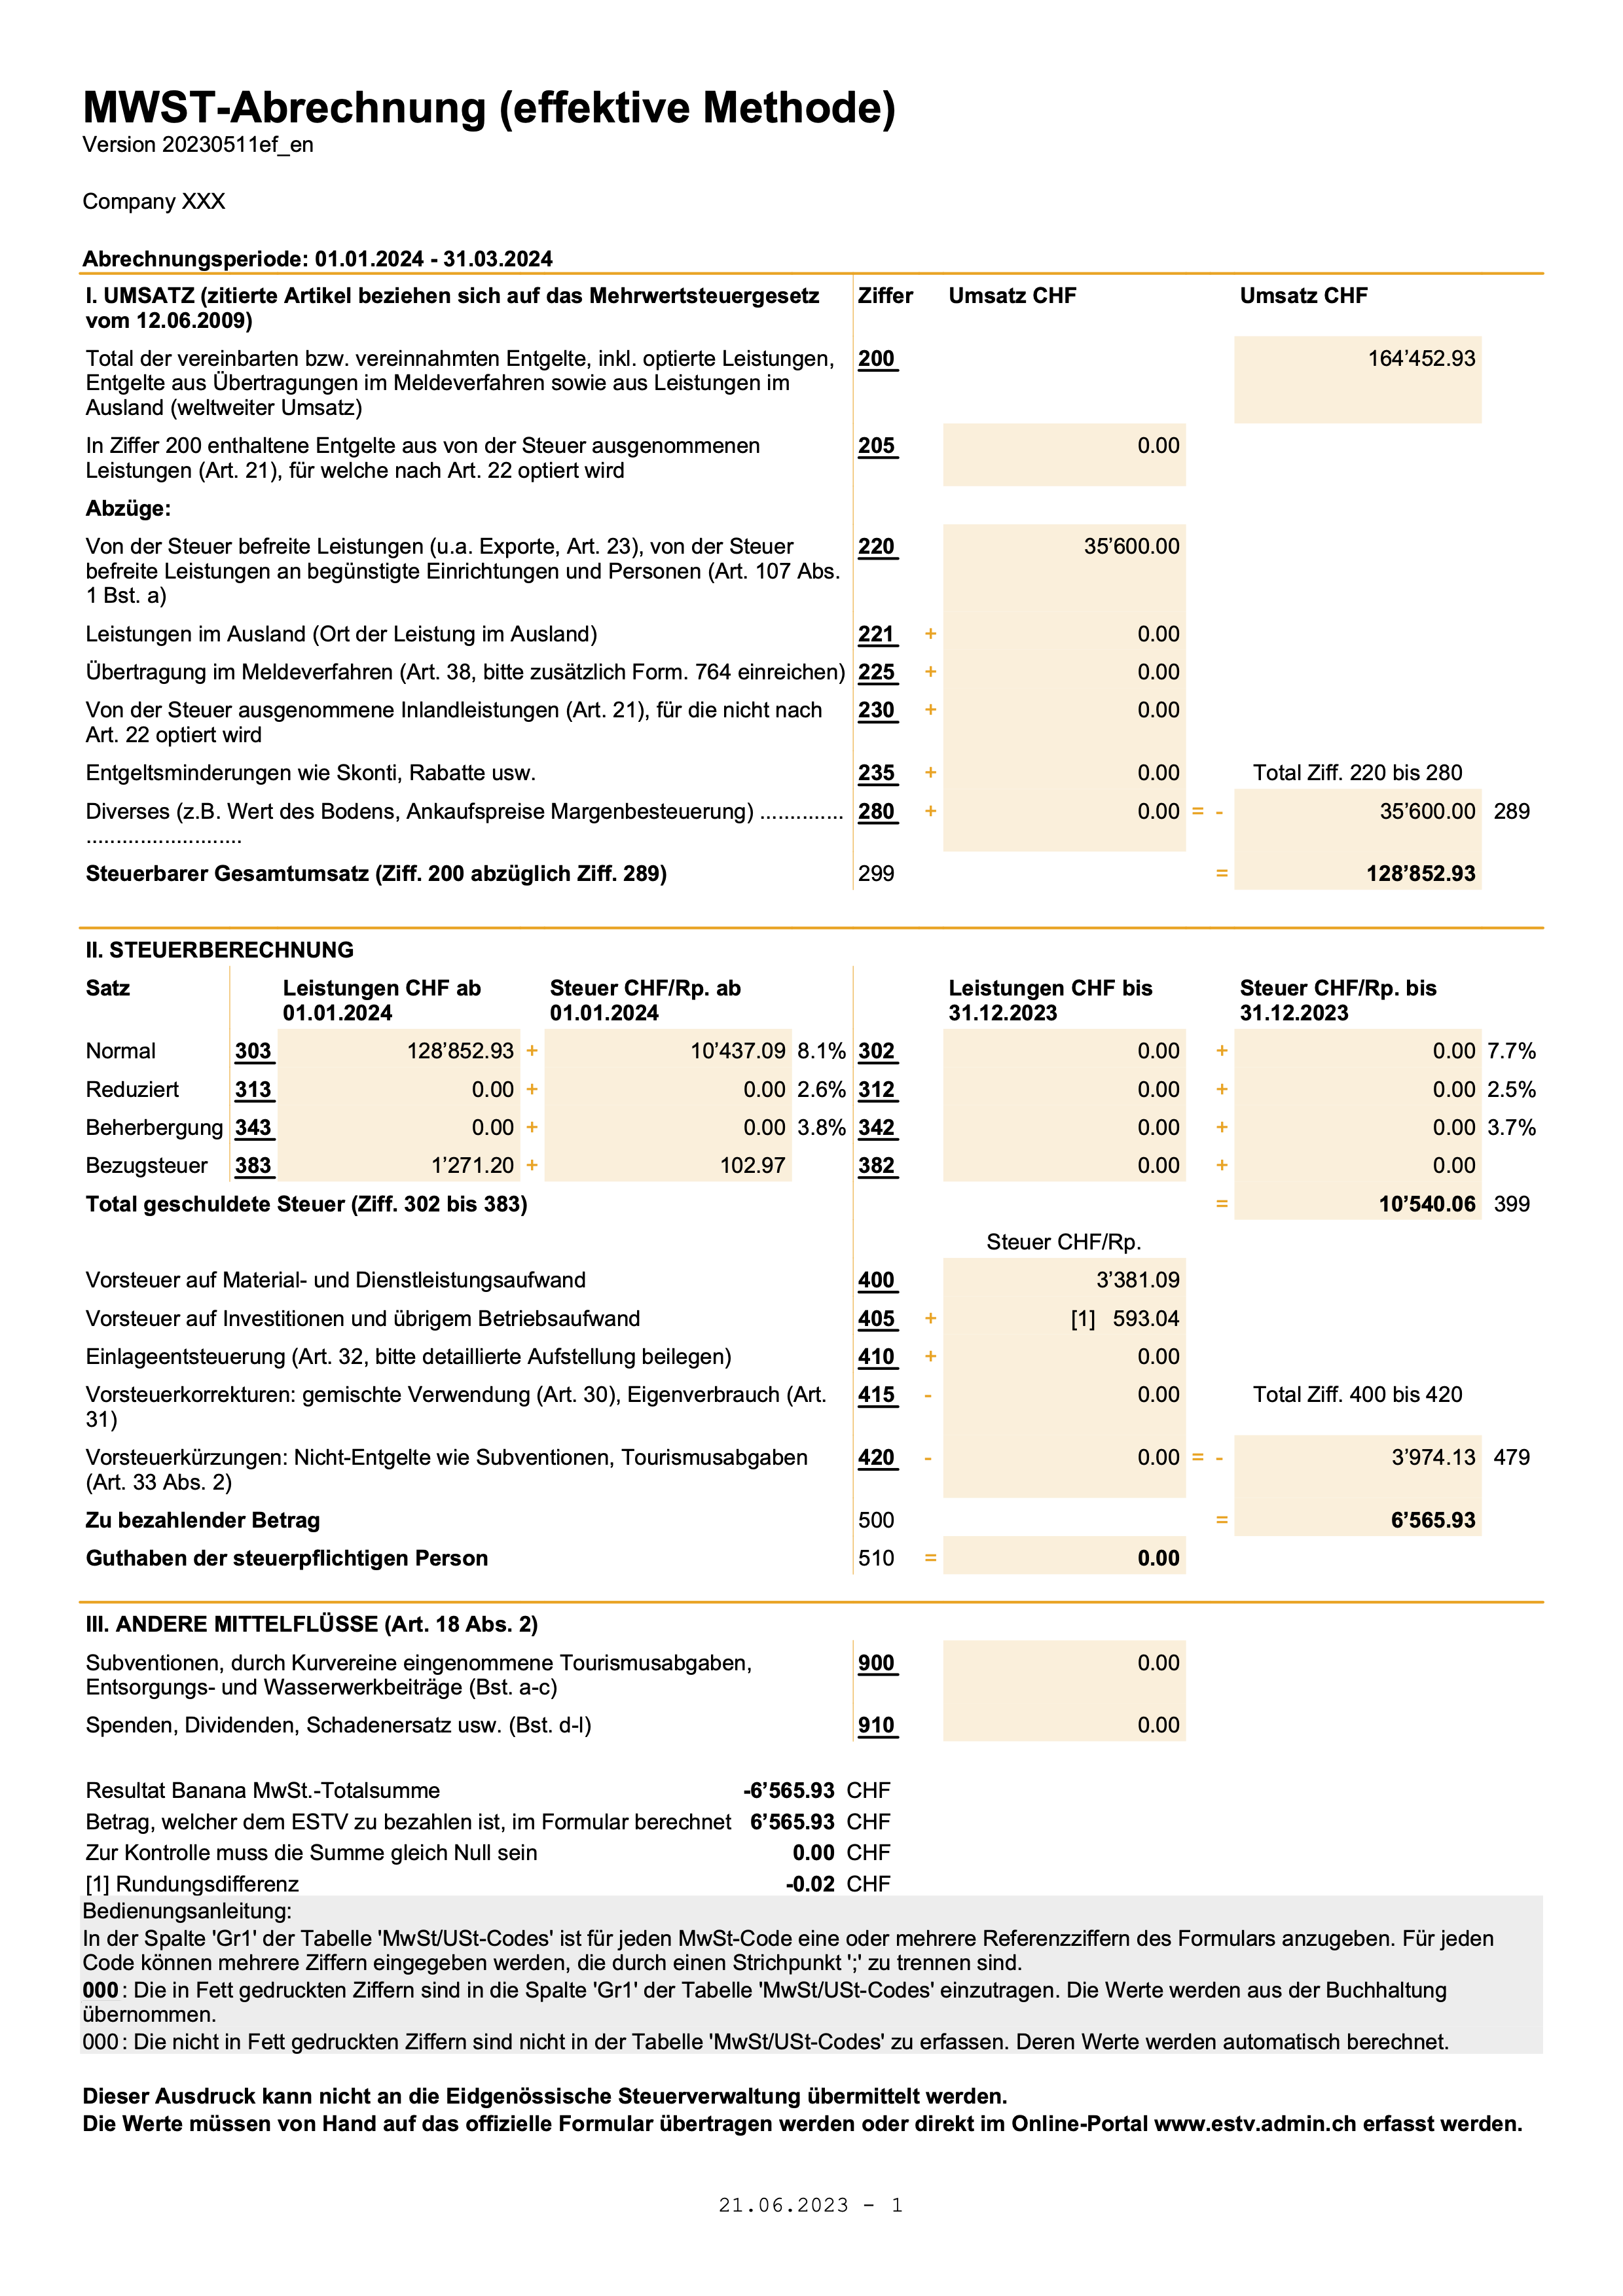 MWST-Abrechnung (effektive Methode)
Version 20230511ef_en
Company XXX
Abrechnungsperiode: 01.01.2024 - 31.03.2024
I. UMSATZ (zitierte Artikel beziehen sich auf das Mehrwertsteuergesetz Ziffer Umsatz CHF Umsatz CHF
vom 12.06.2009)
Total der vereinbarten bzw. vereinnahmten Entgelte, inkl. optierte Leistungen, 200 164’452.93
Entgelte aus Übertragungen im Meldeverfahren sowie aus Leistungen im
Ausland (weltweiter Umsatz)
In Ziffer 200 enthaltene Entgelte aus von der Steuer ausgenommenen 205 0.00
Leistungen (Art. 21), für welche nach Art. 22 optiert wird
Abzüge:
Von der Steuer befreite Leistungen (u.a. Exporte, Art. 23), von der Steuer 220 35’600.00
befreite Leistungen an begünstigte Einrichtungen und Personen (Art. 107 Abs.
1 Bst. a)
Leistungen im Ausland (Ort der Leistung im Ausland) 221 + 0.00
Übertragung im Meldeverfahren (Art. 38, bitte zusätzlich Form. 764 einreichen) 225 + 0.00
Von der Steuer ausgenommene Inlandleistungen (Art. 21), für die nicht nach 230 + 0.00
Art. 22 optiert wird
Entgeltsminderungen wie Skonti, Rabatte usw. 235 + 0.00 Total Ziff. 220 bis 280
Diverses (z.B. Wert des Bodens, Ankaufspreise Margenbesteuerung) .............. 280 + 0.00 = - 35’600.00 289
..........................
Steuerbarer Gesamtumsatz (Ziff. 200 abzüglich Ziff. 289) 299 = 128’852.93
II. STEUERBERECHNUNG
Satz Leistungen CHF ab Steuer CHF/Rp. ab Leistungen CHF bis Steuer CHF/Rp. bis
01.01.2024 01.01.2024 31.12.2023 31.12.2023
Normal 303 128’852.93 + 10’437.09 8.1% 302 0.00 + 0.00 7.7%
Reduziert 313 0.00 + 0.00 2.6% 312 0.00 + 0.00 2.5%
Beherbergung 343 0.00 + 0.00 3.8% 342 0.00 + 0.00 3.7%
Bezugsteuer 383 1’271.20 + 102.97 382 0.00 + 0.00
Total geschuldete Steuer (Ziff. 302 bis 383) = 10’540.06 399
Steuer CHF/Rp.
Vorsteuer auf Material- und Dienstleistungsaufwand 400 3’381.09
Vorsteuer auf Investitionen und übrigem Betriebsaufwand 405 + [1] 593.04
Einlageentsteuerung (Art. 32, bitte detaillierte Aufstellung beilegen) 410 + 0.00
Vorsteuerkorrekturen: gemischte Verwendung (Art. 30), Eigenverbrauch (Art. 415 - 0.00 Total Ziff. 400 bis 420
31)
Vorsteuerkürzungen: Nicht-Entgelte wie Subventionen, Tourismusabgaben 420 - 0.00 = - 3’974.13 479
(Art. 33 Abs. 2)
Zu bezahlender Betrag 500 = 6’565.93
Guthaben der steuerpflichtigen Person 510 = 0.00
III. ANDERE MITTELFLÜSSE (Art. 18 Abs. 2)
Subventionen, durch Kurvereine eingenommene Tourismusabgaben, 900 0.00
Entsorgungs- und Wasserwerkbeiträge (Bst. a-c)
Spenden, Dividenden, Schadenersatz usw. (Bst. d-l) 910 0.00
Resultat Banana MwSt.-Totalsumme -6’565.93 CHF
Betrag, welcher dem ESTV zu bezahlen ist, im Formular berechnet 6’565.93 CHF
Zur Kontrolle muss die Summe gleich Null sein 0.00 CHF
[1] Rundungsdifferenz -0.02 CHF
Bedienungsanleitung:
In der Spalte 'Gr1' der Tabelle 'MwSt/USt-Codes' ist für jeden MwSt-Code eine oder mehrere Referenzziffern des Formulars anzugeben. Für jeden
Code können mehrere Ziffern eingegeben werden, die durch einen Strichpunkt ';' zu trennen sind.
000 : Die in Fett gedruckten Ziffern sind in die Spalte 'Gr1' der Tabelle 'MwSt/USt-Codes' einzutragen. Die Werte werden aus der Buchhaltung
übernommen.
000 : Die nicht in Fett gedruckten Ziffern sind nicht in der Tabelle 'MwSt/USt-Codes' zu erfassen. Deren Werte werden automatisch berechnet.
Dieser Ausdruck kann nicht an die Eidgenössische Steuerverwaltung übermittelt werden.
Die Werte müssen von Hand auf das offizielle Formular übertragen werden oder direkt im Online-Portal www.estv.admin.ch erfasst werden.
21.06.2023 - 1